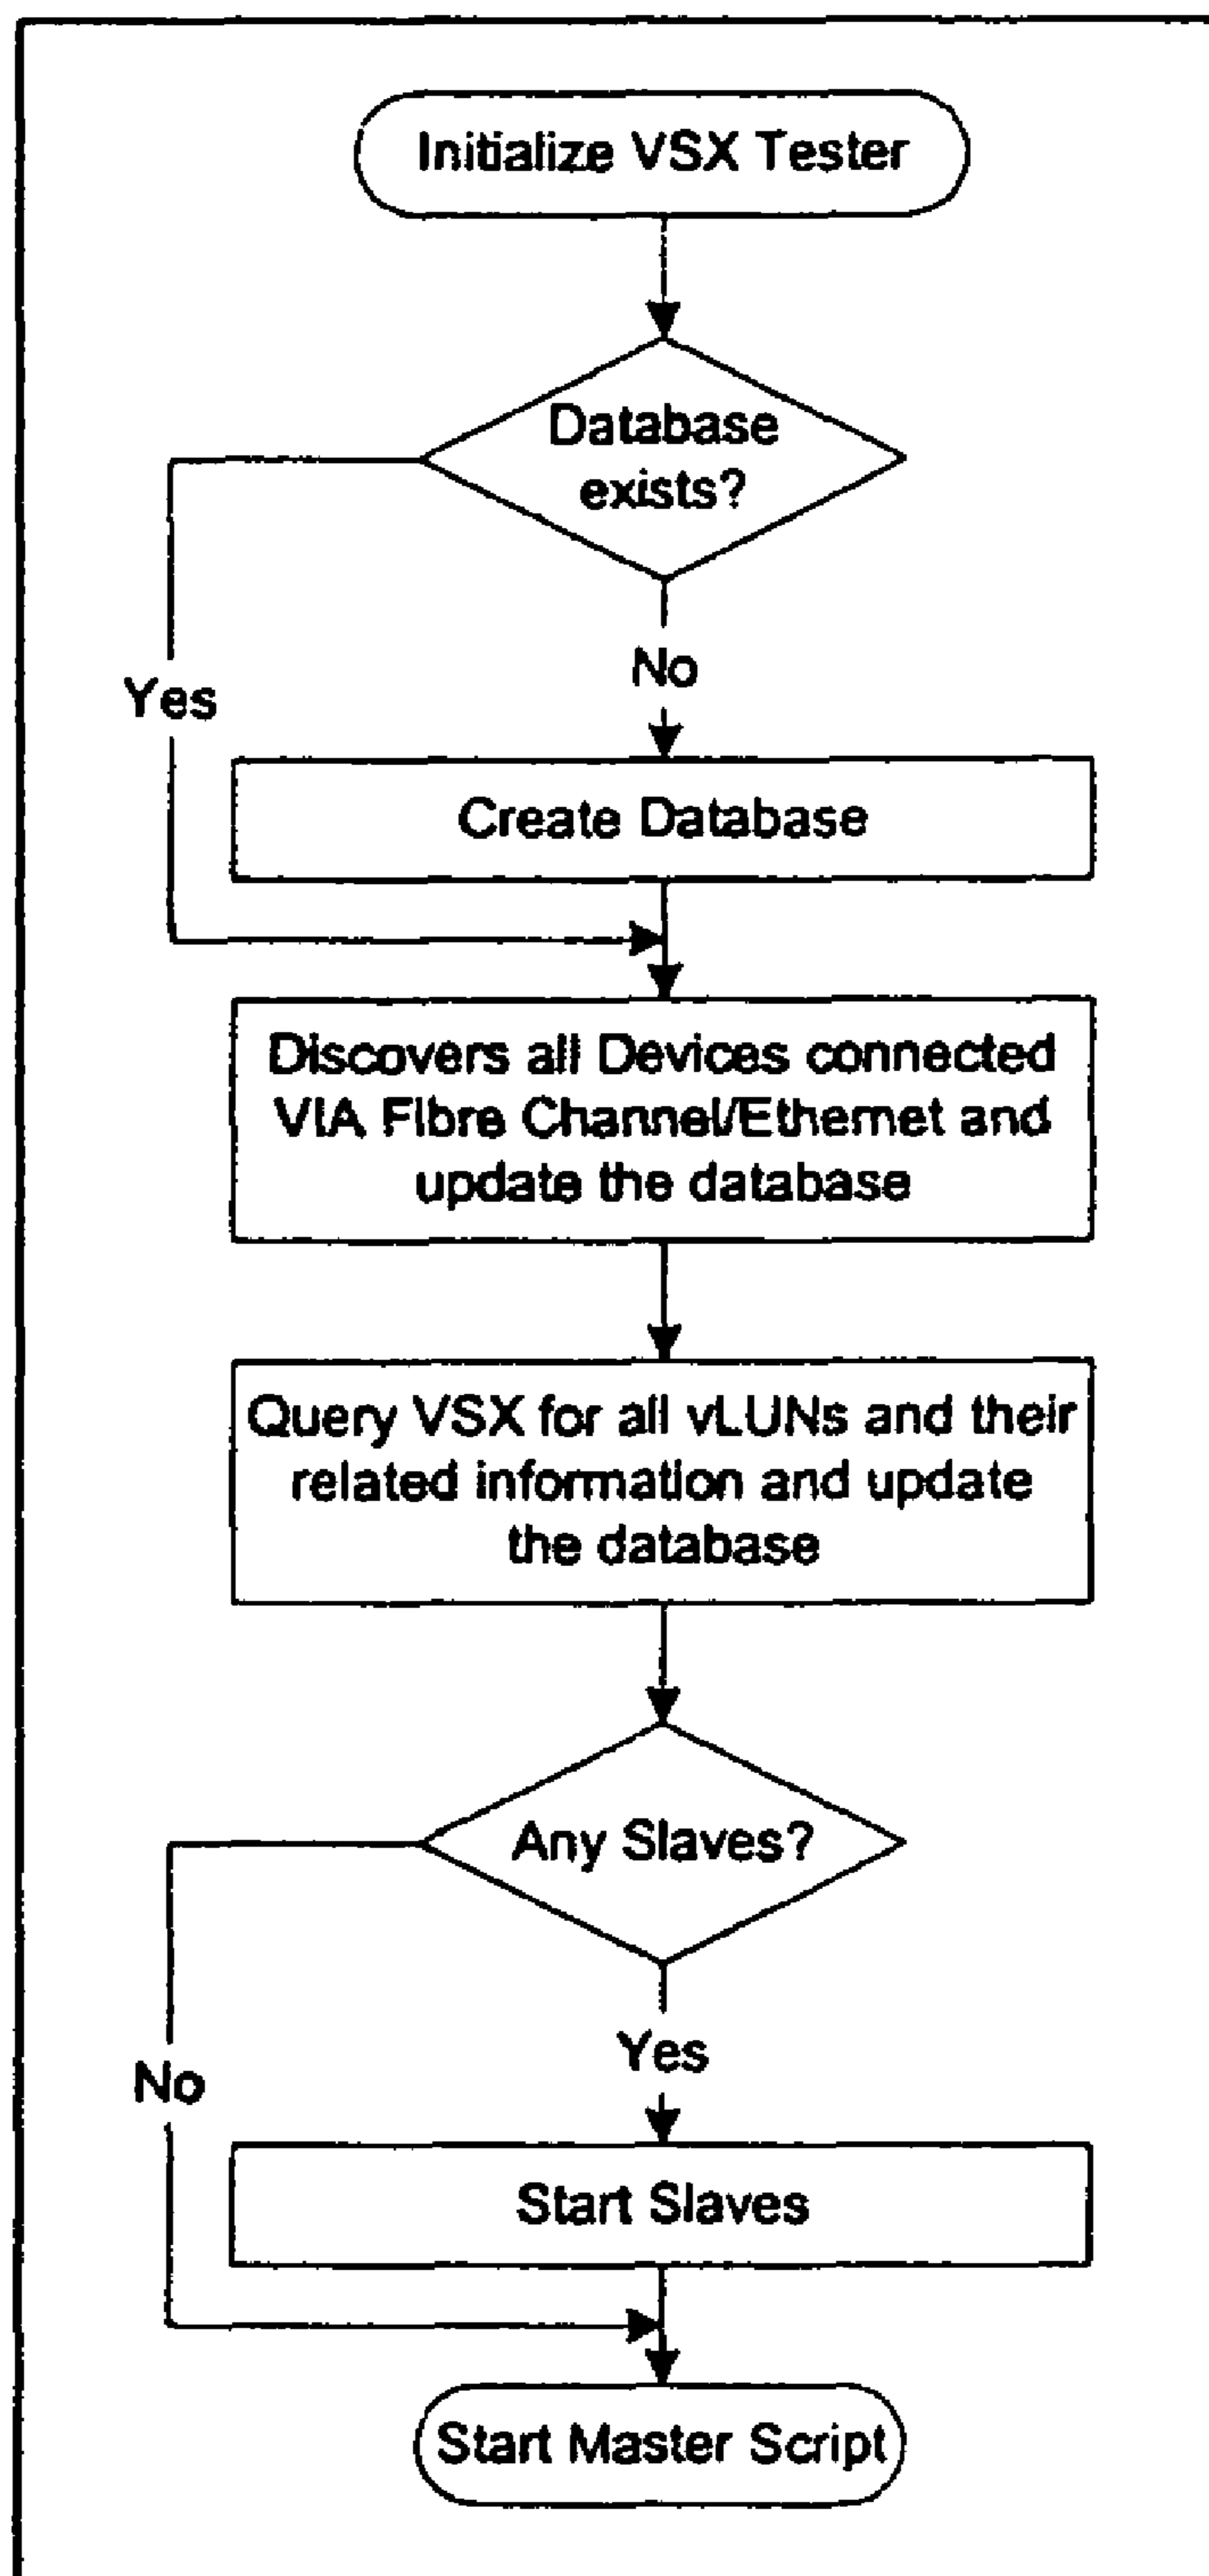 Initialize VSX Tester
Database
exists?
No
Yes
Create Database
Discovers all Devices connected
VIA Fibre Channel/Ethernet and
update the database
Query VSX for all vLUNs and their
related information and update
the database
Any Slaves?
Yes
No
Start Slaves
Start Master Script